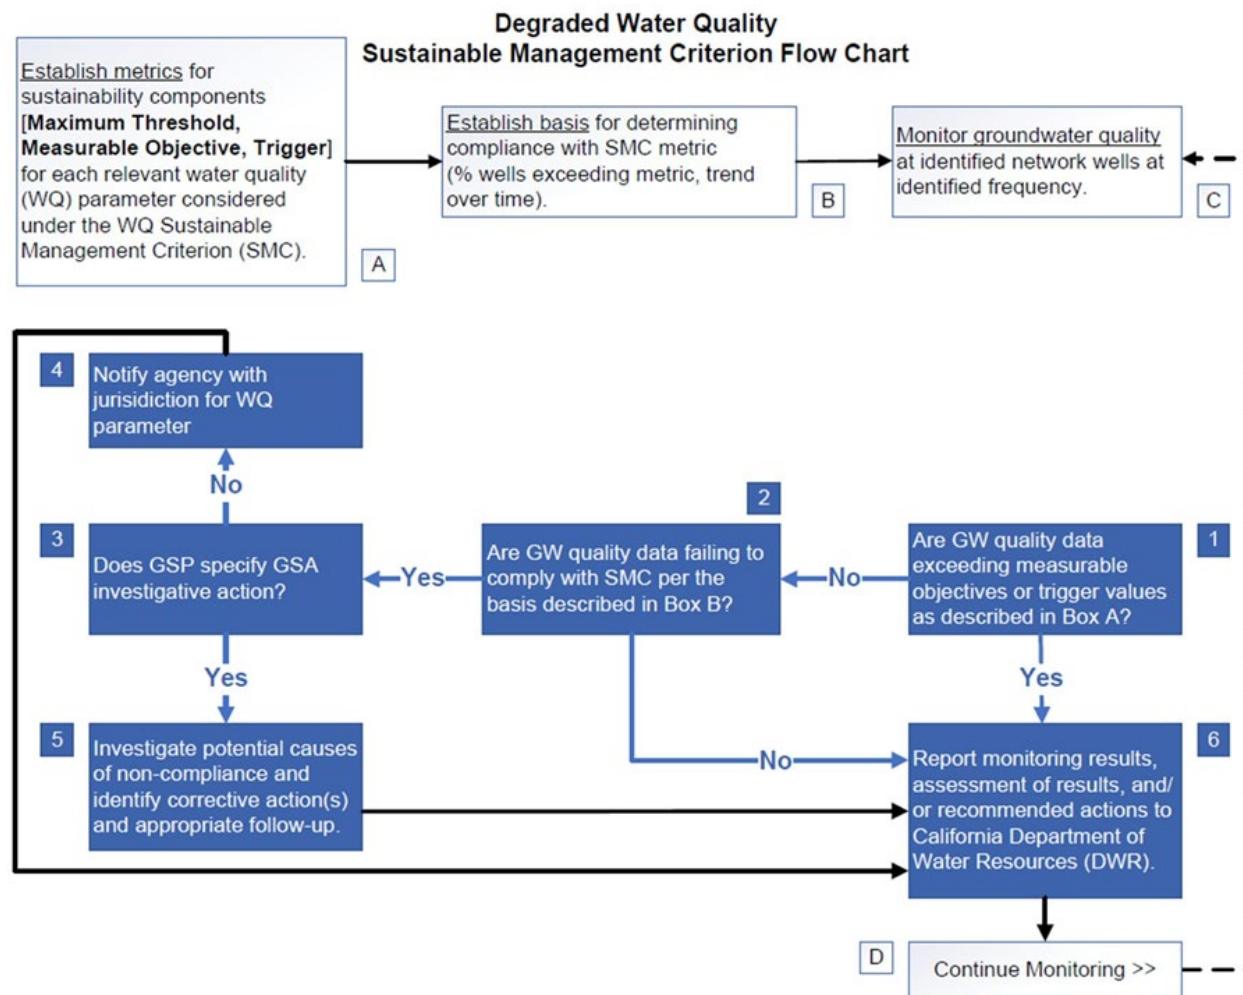 Degraded Water Quality
Sustainable Management Criterion Flow Chart
Establish metrics for
sustainability components
[Maximum Threshold,
Measurable Objective, Trigger]
for each relevant water quality
(WQ) parameter considered
under the WQ Sustainable
Management Criterion (SMC).
A
Establish basis for determining
compliance with SMC metric
(% wells exceeding metric, trend
over time).
B
Monitor groundwater quality
at identified network wells at
identified frequency.
C
4
Notify agency with
jurisidiction for WQ
parameter
No
3
Does GSP specify GSA
investigative action?
Yes
2
Are GW quality data failing to
comply with SMC per the
basis described in Box B?
No
1
Are GW quality data
exceeding measurable
objectives or trigger values
as described in Box A?
Yes
Yes
5
Investigate potential causes
of non-compliance and
identify corrective action(s)
and appropriate follow-up.
No
6
Report monitoring results,
assessment of results, and/
or recommended actions to
California Department of
Water Resources (DWR).
D
Continue Monitoring >>